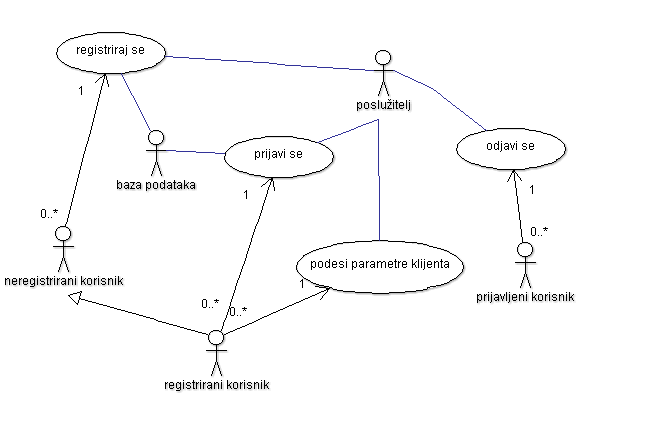 registriraj se
1
poslužitelj
baza podataka
prijavi se
1
odjavi se
1
0..*
neregistrirani korisnik
0..*
prijavljeni korisnik
podesi parametre klijenta
1
0..*
0..*
registrirani korisnik